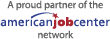 A proud partner of the
americanjobcenter
network